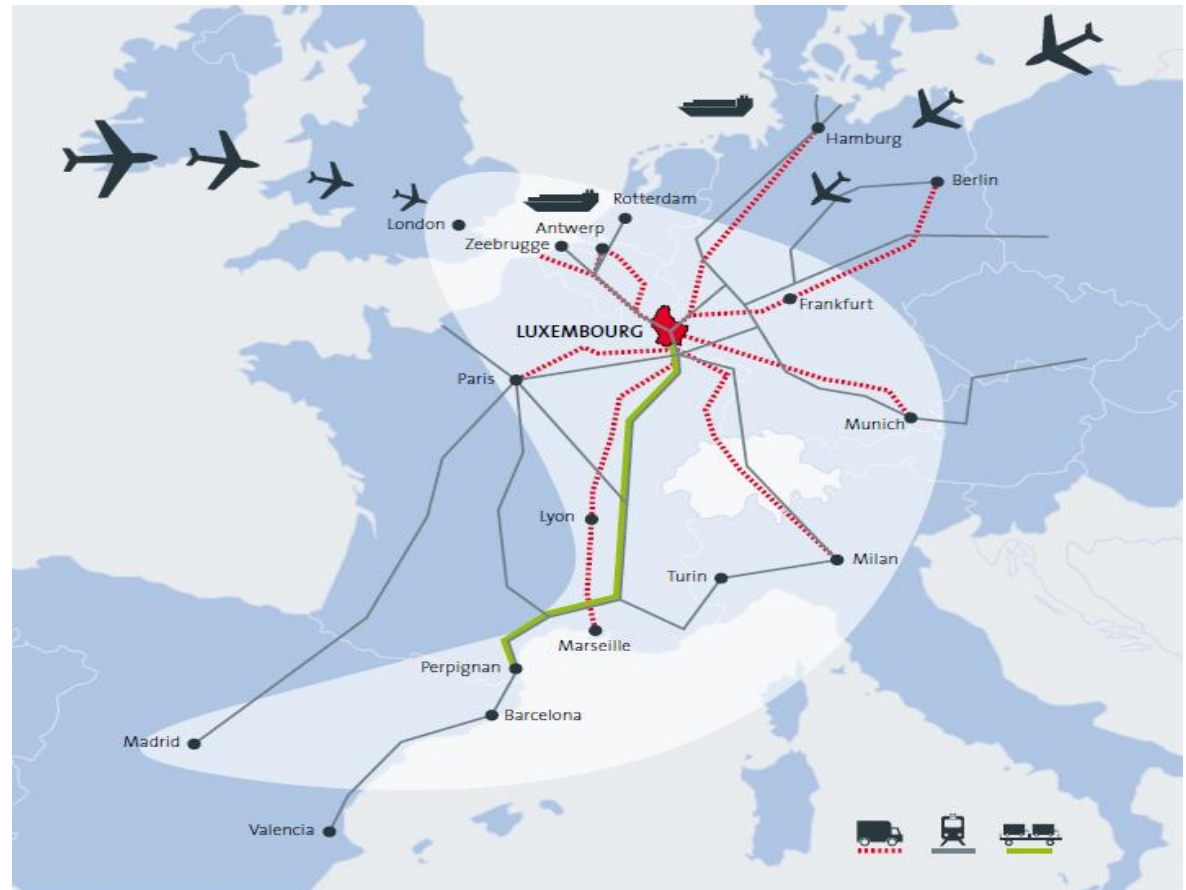 Hamburg
Berlin
Rotterdam
London
Antwerp
Zeebrugge
Frankfurt
LUXEMBOURG
Paris
Munich
Lyon
Milan
Turin
Marseille
Perpignan
Barcelona
Madrid
Valencia